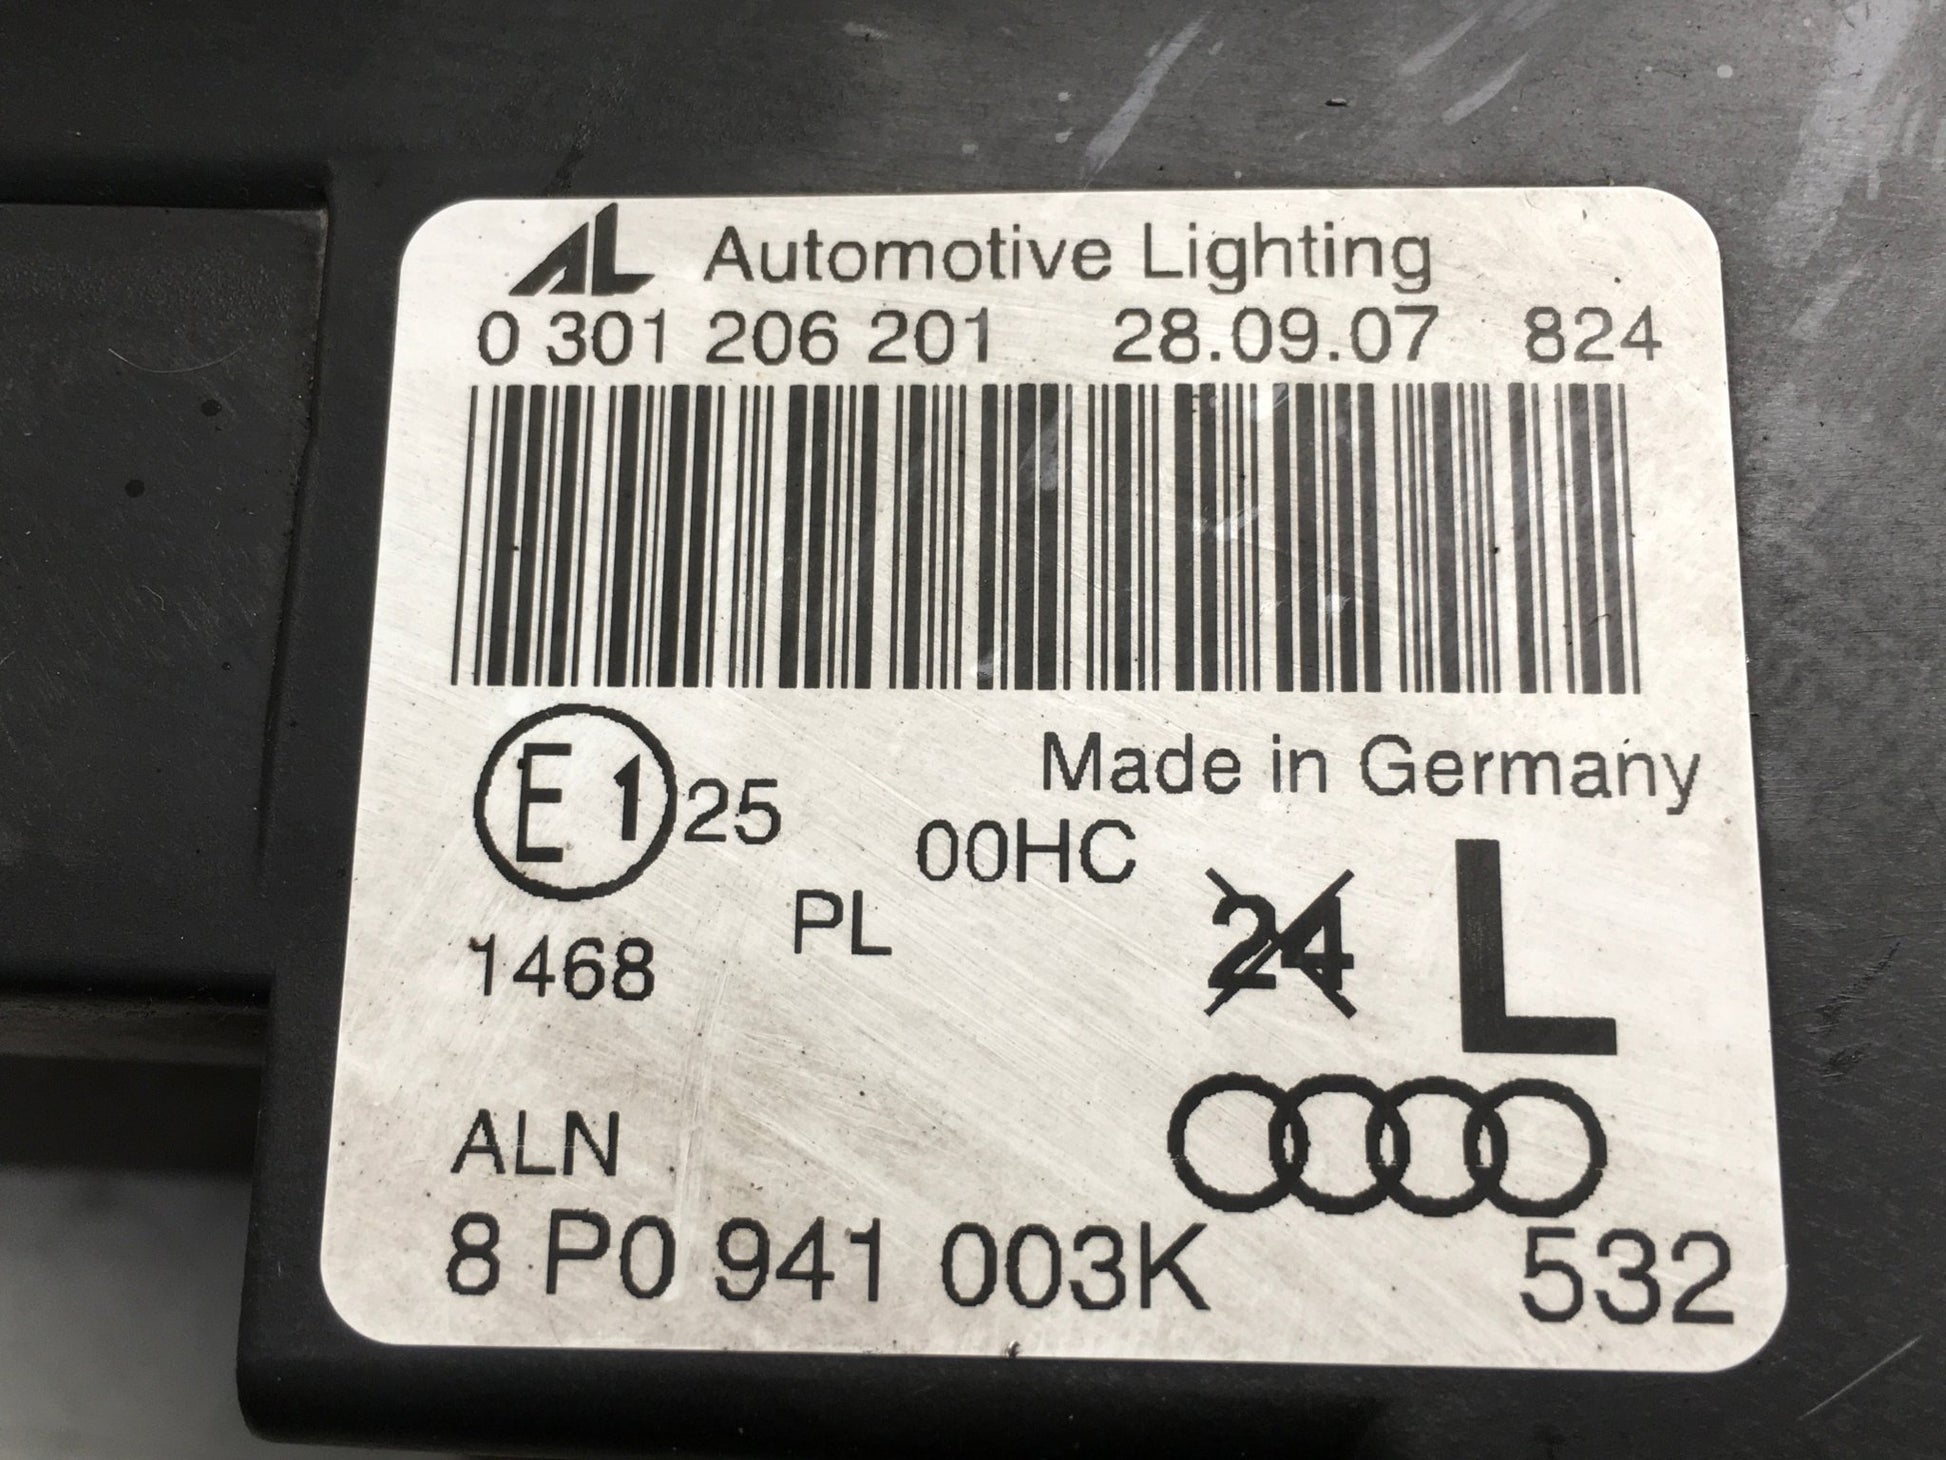 AL Automotive Lighting
0 301 206 201 28.09.07 824
Made in Germany
E1 25
00HC
24
L
PL
1468
ALN
8 P0 941 003K 532